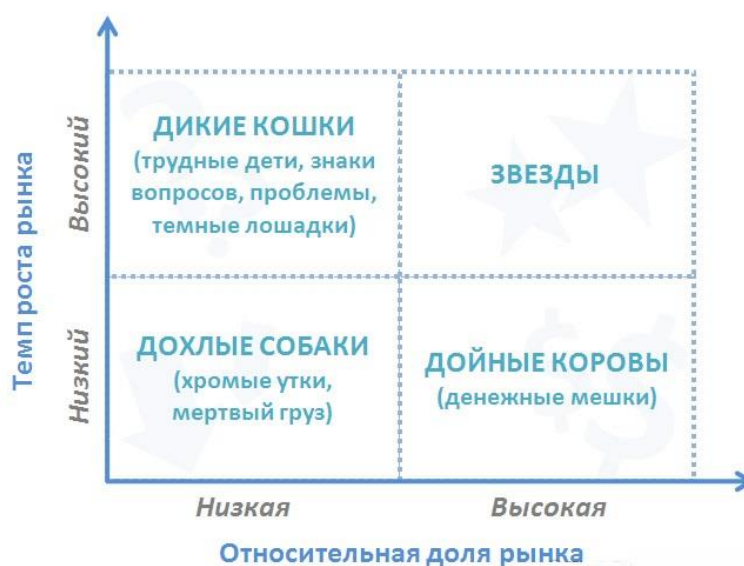 Темп роста рынка
Высокий
ДИКИЕ КОШКИ
(трудные дети, знаки
вопросов, проблемы,
темные лошадки)
ЗВЕЗДЫ
Низкий
ДОХЛЫЕ СОБАКИ
(хромые утки,
мертвый груз)
ДОЙНЫЕ КОРОВЫ
(денежные мешки)
Низкая
Высокая
Относительная доля рынка